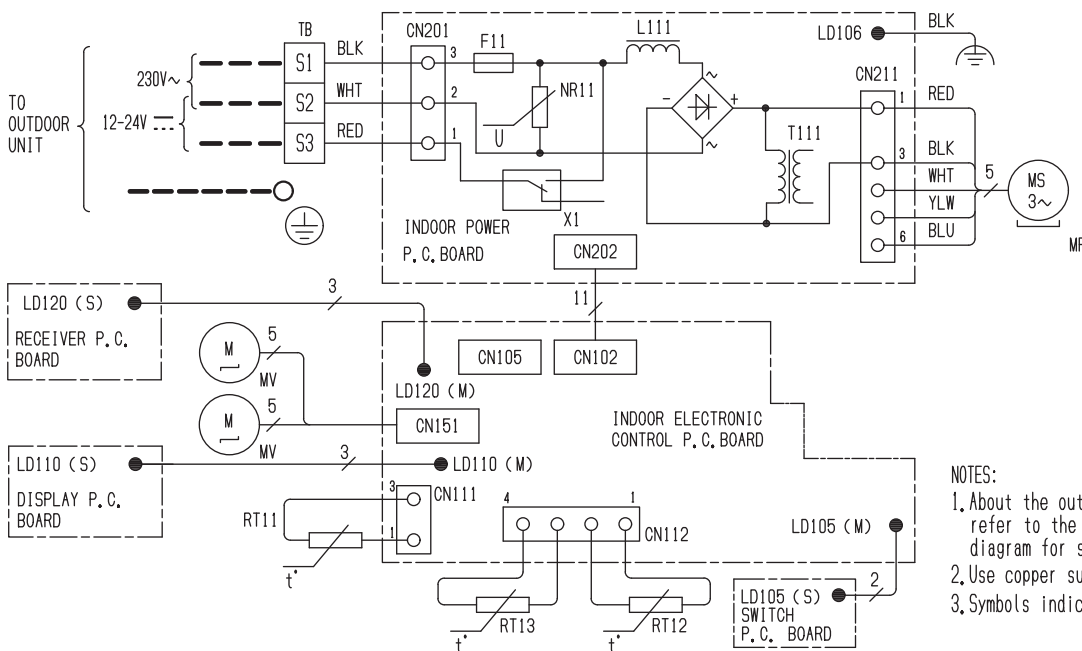 TO
OUTDOOR
UNIT
230V~
12-24V
TB
S1
S2
S3
BLK
WHT
RED
CN201
3
2
1
F11
NR11
U
X1
L111
~
-
+
~
T111
LD106
BLK
CN211
1
3
6
RED
BLK
WHT
YLW
BLU
5
MS
3~
MF
INDOOR POWER
P.C.BOARD
CN202
11
LD120 (S)
RECEIVER P.C.
BOARD
3
M
5
MV
M
5
MV
LD120 (M)
CN105
CN102
CN151
INDOOR ELECTRONIC
CONTROL P.C.BOARD
LD110 (S)
DISPLAY P.C.
BOARD
3
LD110 (M)
CN111
3
1
RT11
t°
4
1
CN112
RT13
t°
RT12
t°
LD105 (M)
2
LD105 (S)
SWITCH
P.C. BOARD
NOTES:
1. About the out
refer to the
diagram for s
2. Use copper su
3. Symbols indic